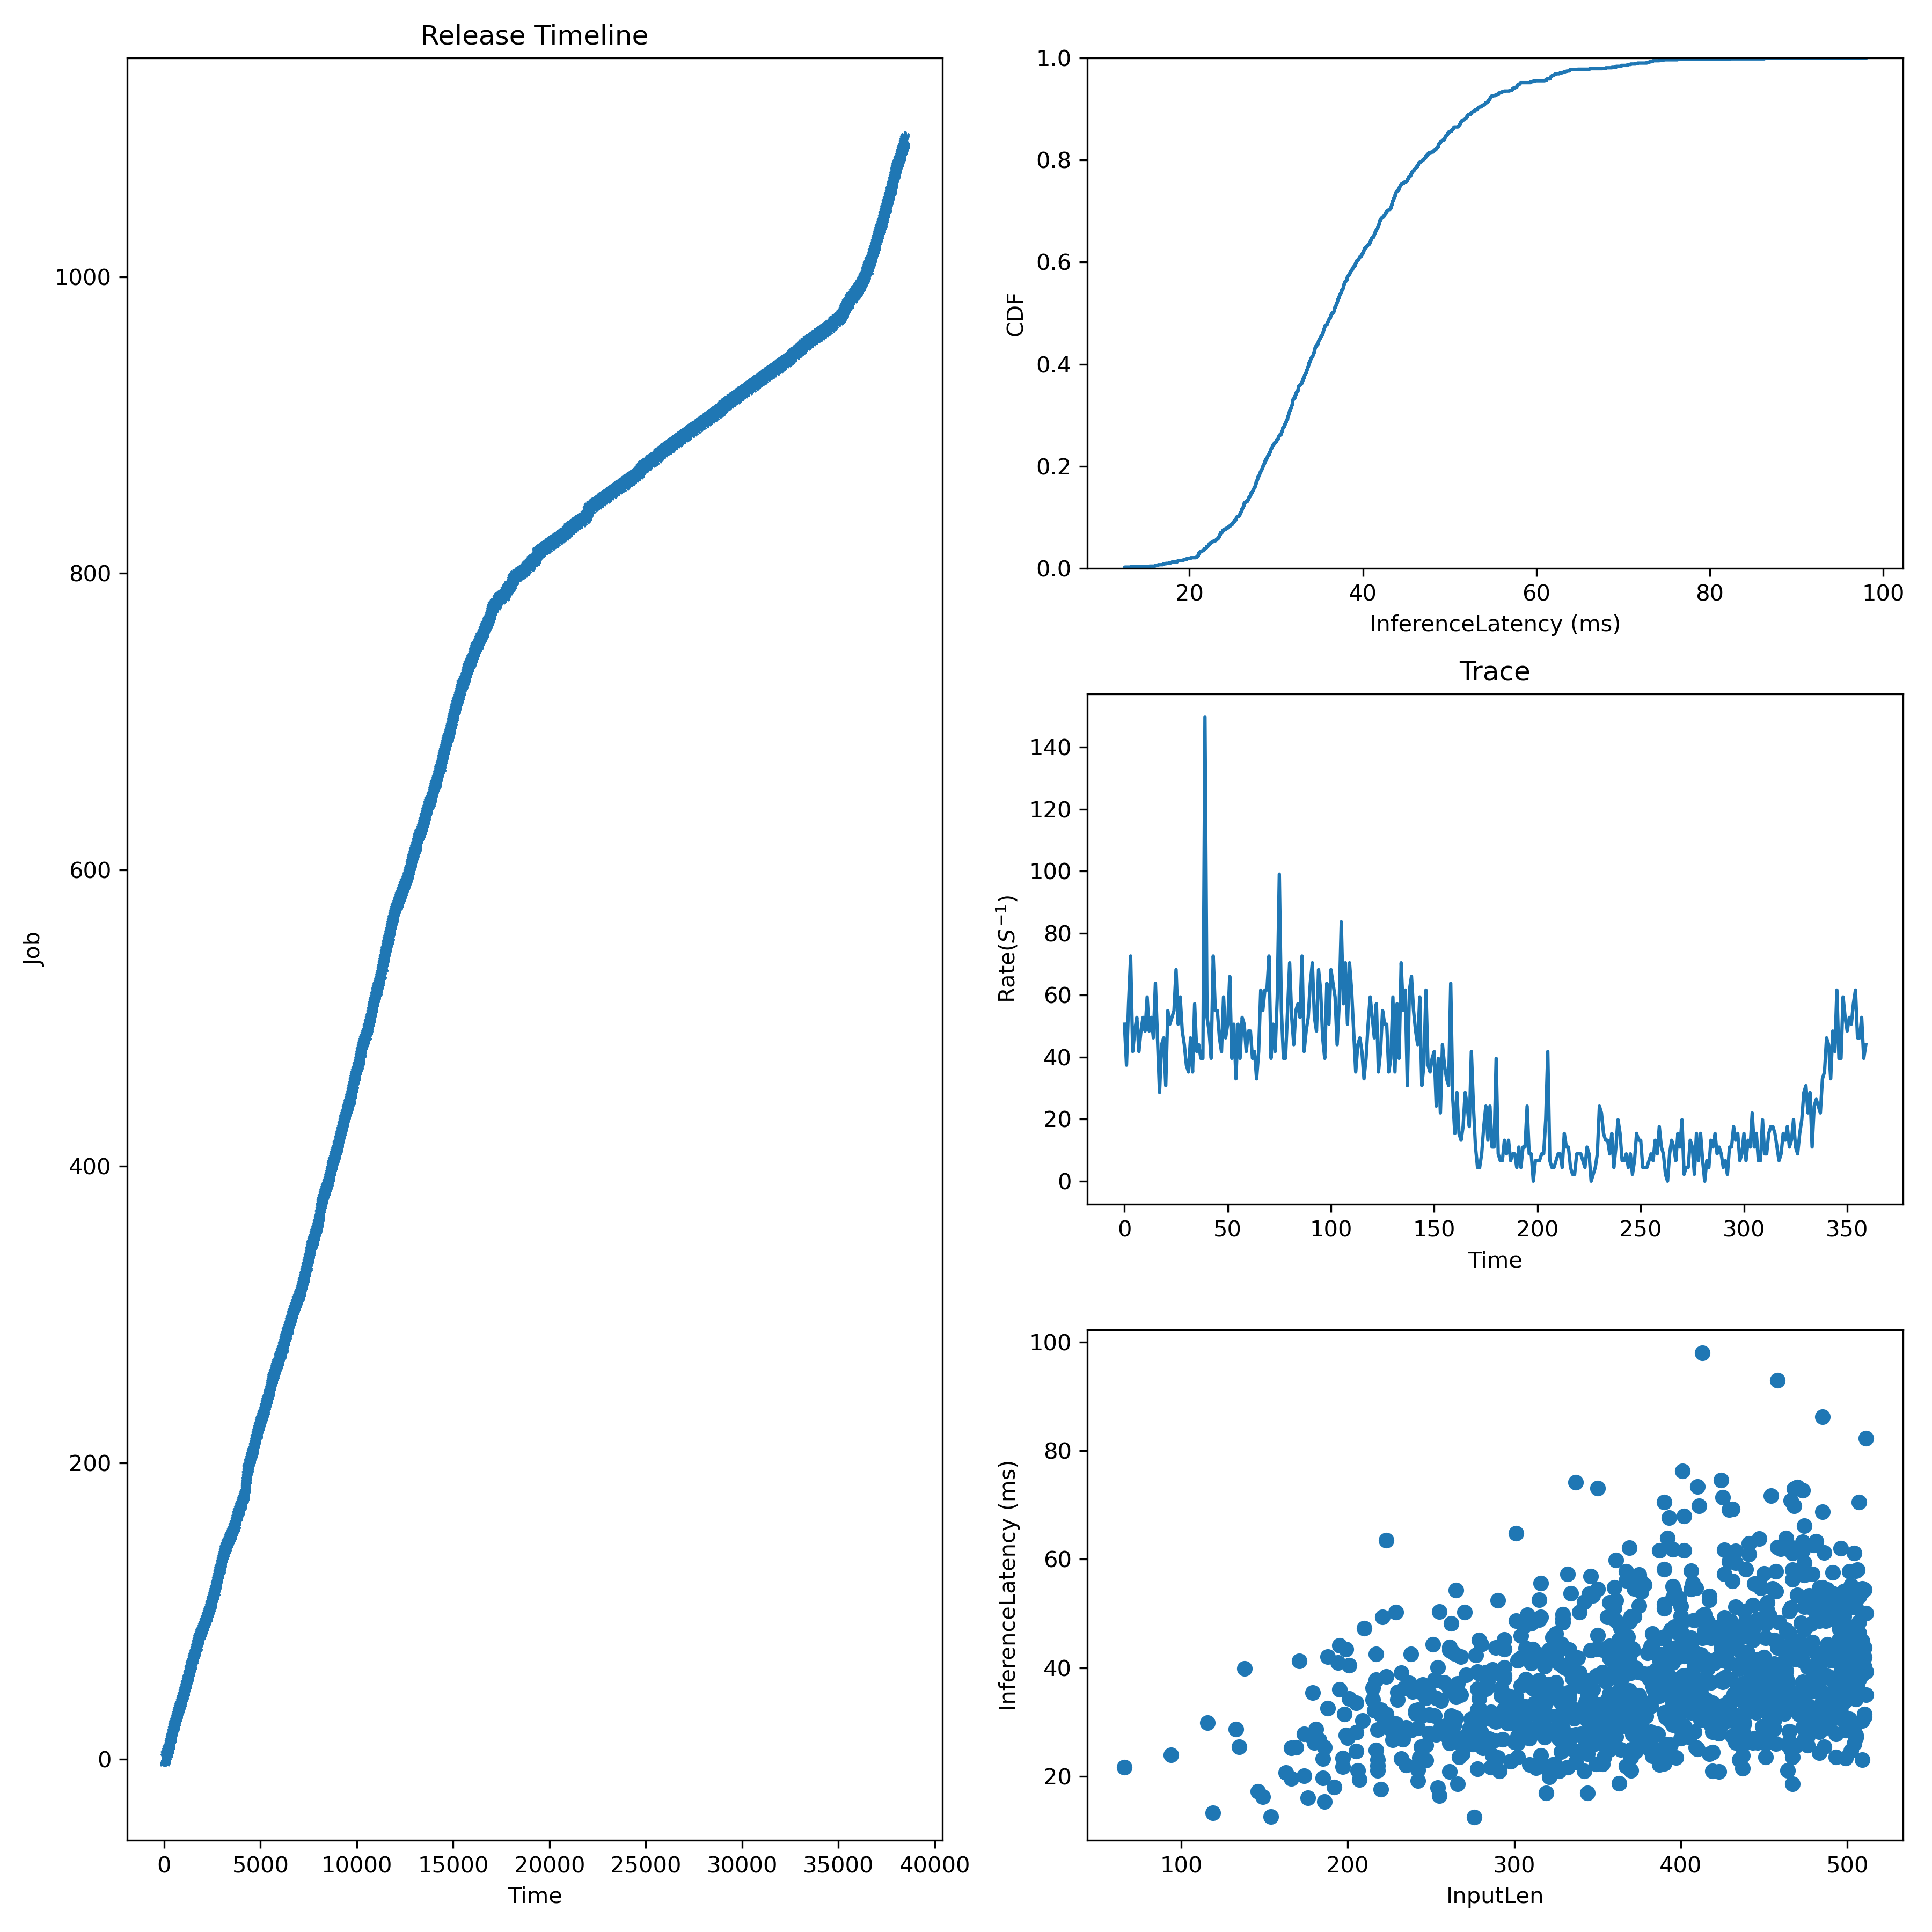 Release Timeline
Job
1000
800
600
400
200
0
0 5000 10000 15000 20000 25000 30000 35000 40000
Time
CDF
1.0
0.8
0.6
0.4
0.2
0.0
20 40 60 80 100
InferenceLatency (ms)
Trace
Rate(S⁻¹)
140
120
100
80
60
40
20
0
0 50 100 150 200 250 300 350
Time
InferenceLatency (ms)
100
80
60
40
20
100 200 300 400 500
InputLen